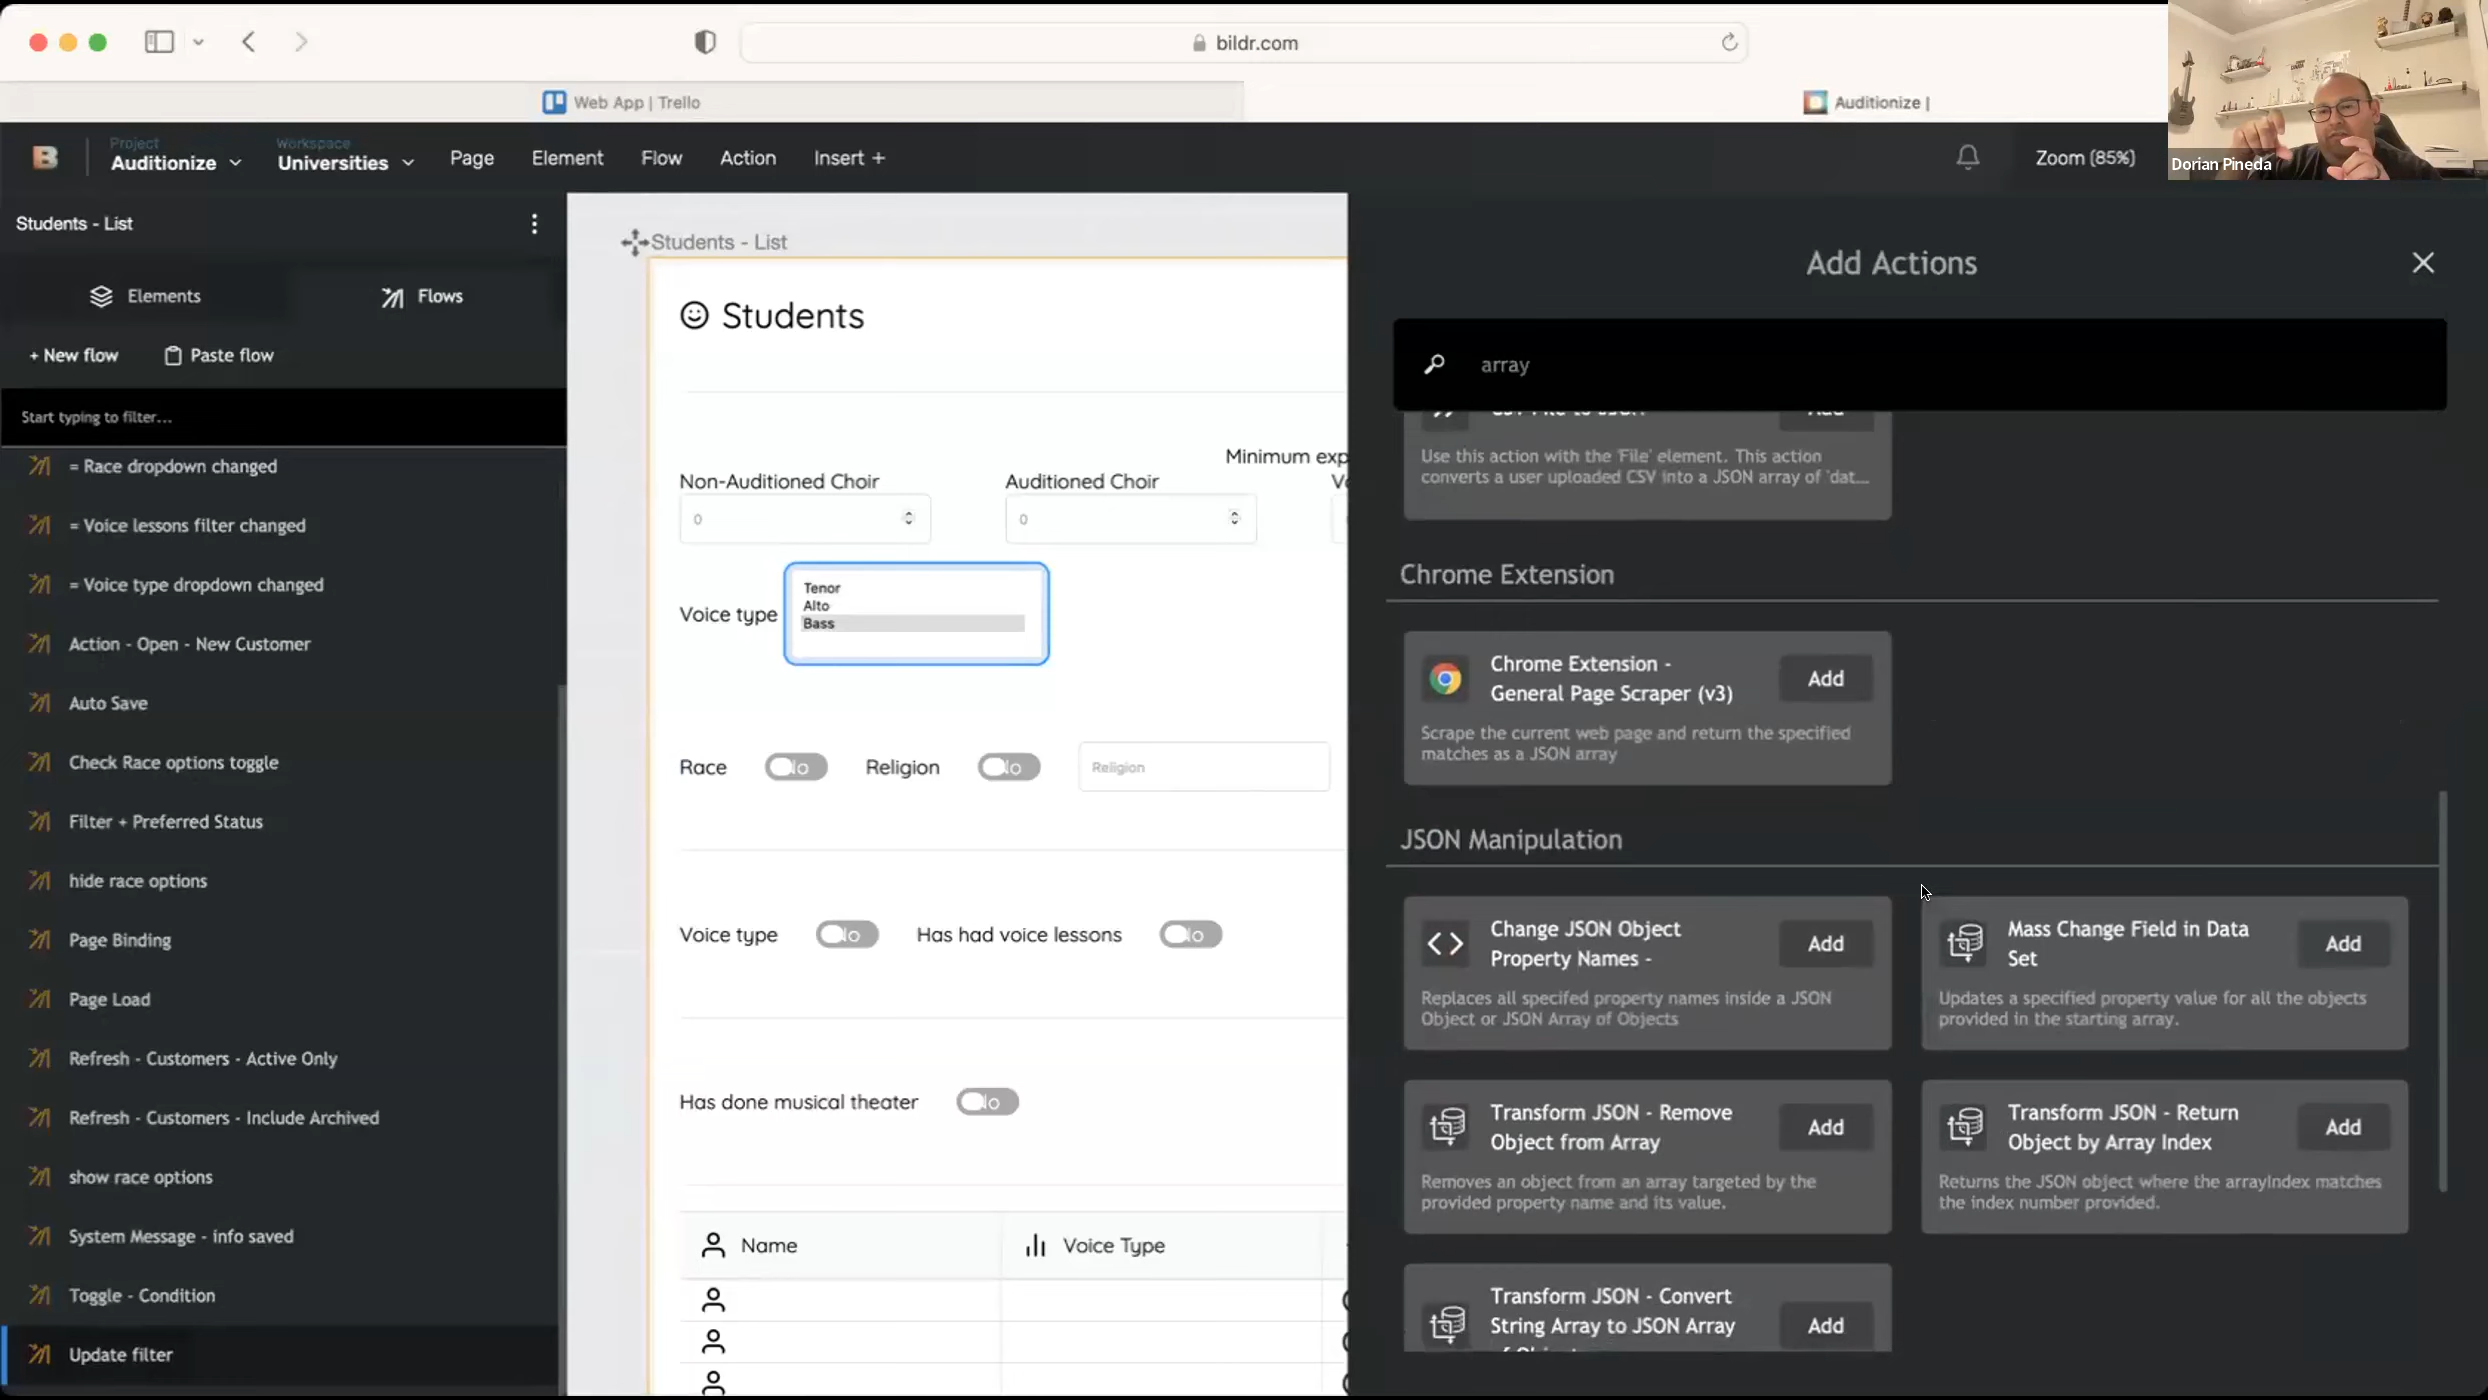 bildr.com
Web App | Trello
Auditionize |
Dorian Pineda
B
Project
Auditionize
Workspace
Universities
Page
Element
Flow
Action
Insert +
Zoom (85%)
Students - List
Elements
Flows
+ New flow
Paste flow
Start typing to filter...
= Race dropdown changed
= Voice lessons filter changed
= Voice type dropdown changed
Action - Open - New Customer
Auto Save
Check Race options toggle
Filter + Preferred Status
hide race options
Page Binding
Page Load
Refresh - Customers - Active Only
Refresh - Customers - Include Archived
show race options
System Message - info saved
Toggle - Condition
Update filter
Students - List
Students
Minimum exp
Non-Auditioned Choir
Auditioned Choir
0
0
Voice type
Tenor
Alto
Bass
Race
Religion
Religion
Voice type
Has had voice lessons
Has done musical theater
Name
Voice Type
Add Actions
array
Use this action with the 'File' element. This action
converts a user uploaded CSV into a JSON array of 'dat...
Chrome Extension
Chrome Extension -
General Page Scraper (v3)
Add
Scrape the current web page and return the specified
matches as a JSON array
JSON Manipulation
Change JSON Object
Property Names -
Add
Replaces all specifed property names inside a JSON
Object or JSON Array of Objects
Mass Change Field in Data
Set
Add
Updates a specified property value for all the objects
provided in the starting array.
Transform JSON - Remove
Object from Array
Add
Removes an object from an array targeted by the
provided property name and its value.
Transform JSON - Return
Object by Array Index
Add
Returns the JSON object where the arrayIndex matches
the index number provided.
Transform JSON - Convert
String Array to JSON Array
Add